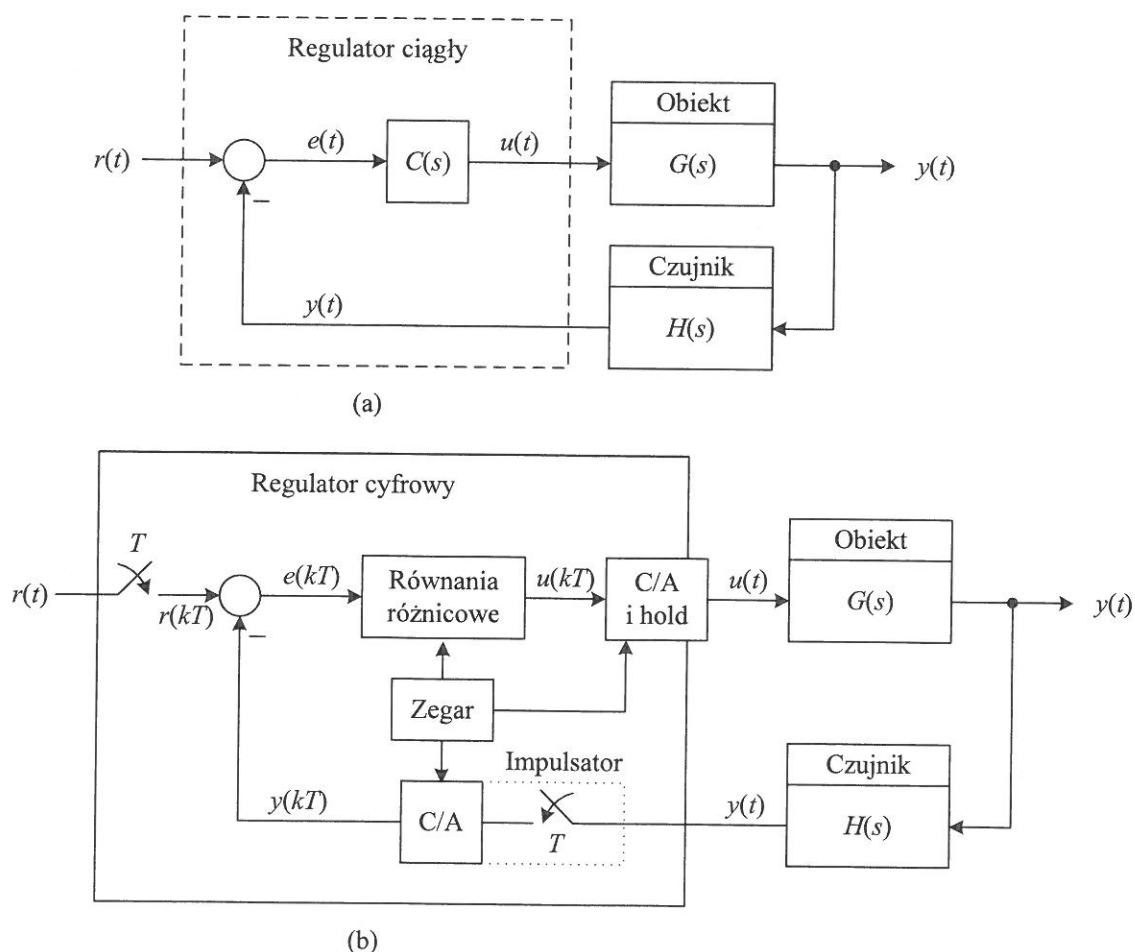 Regulator ciągły
Obiekt
r(t)
e(t)
C(s)
u(t)
G(s)
y(t)
–
Czujnik
y(t)
H(s)
(a)
Regulator cyfrowy
Obiekt
T
r(t)
r(kT)
e(kT)
Równania
różnicowe
u(kT)
C/A
i hold
u(t)
G(s)
y(t)
–
Zegar
Impulsator
Czujnik
y(kT)
C/A
T
y(t)
H(s)
(b)